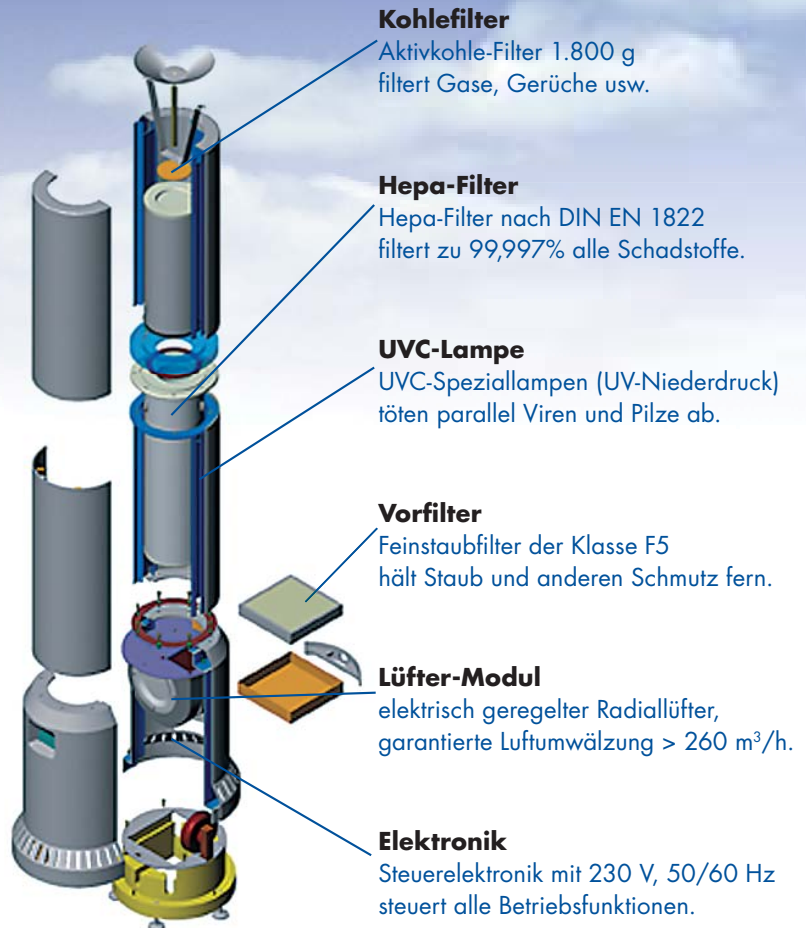 Kohlefilter
Aktivkohle-Filter 1.800 g
filtert Gase, Gerüche usw.
Hepa-Filter
Hepa-Filter nach DIN EN 1822
filtert zu 99,997% alle Schadstoffe.
UVC-Lampe
UVC-Speziallampen (UV-Niederdruck)
töten parallel Viren und Pilze ab.
Vorfilter
Feinstaubfilter der Klasse F5
hält Staub und anderen Schmutz fern.
Lüfter-Modul
elektrisch geregelter Radiallüfter,
garantierte Luftumwälzung > 260 m³/h.
Elektronik
Steuerelektronik mit 230 V, 50/60 Hz
steuert alle Betriebsfunktionen.